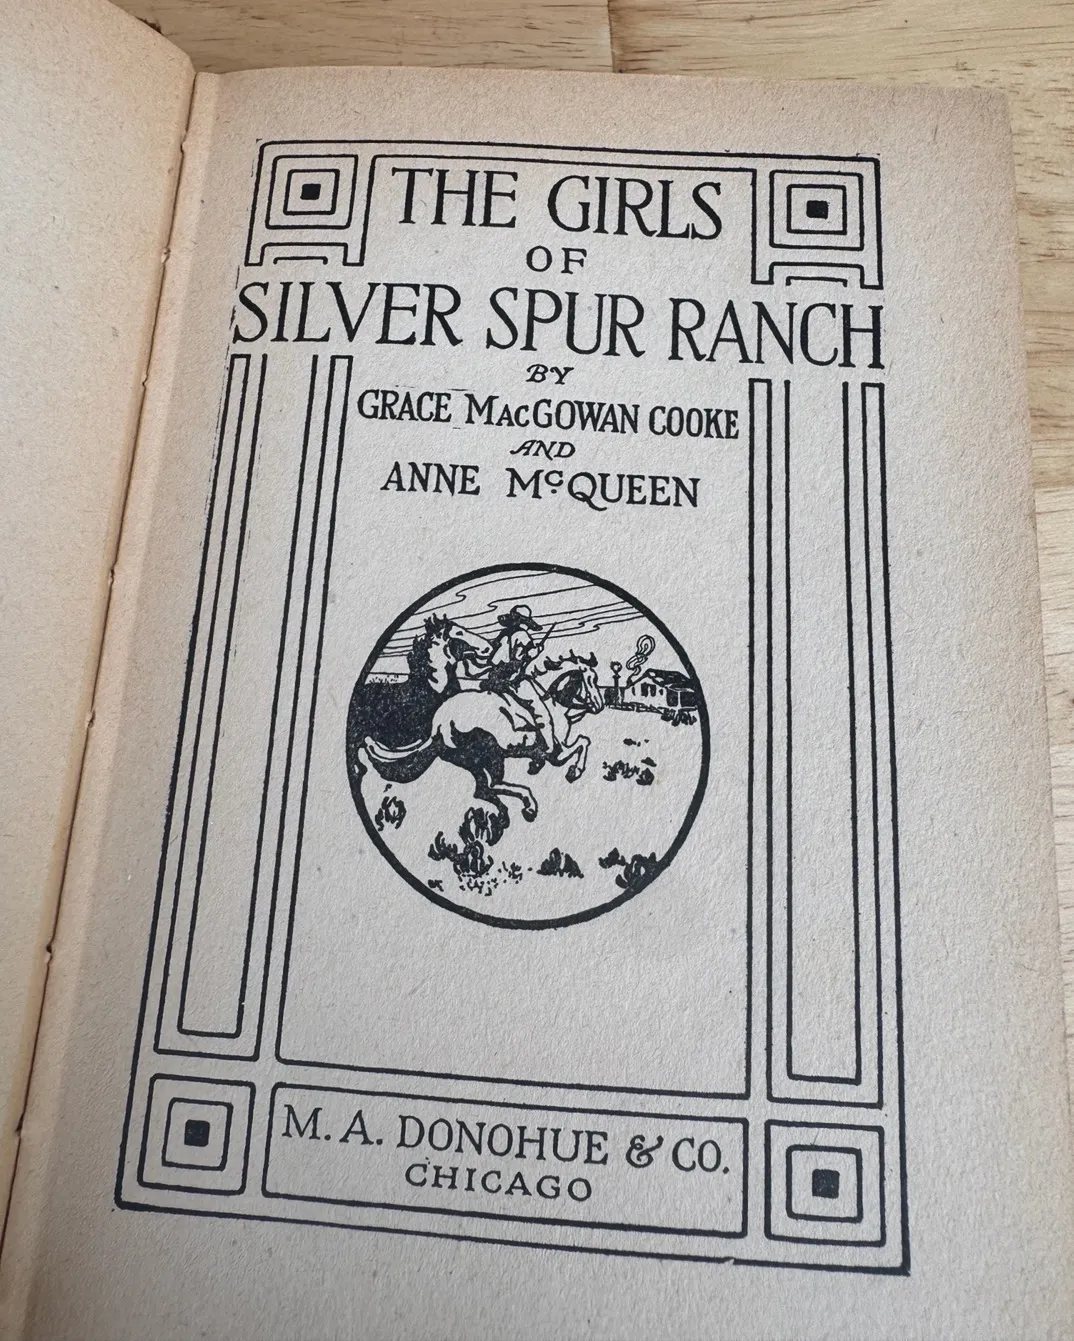 THE GIRLS
OF
SILVER SPUR RANCH
BY
GRACE MACGOWAN COOKE
AND
ANNE McQUEEN
M. A. DONOHUE & CO.
CHICAGO